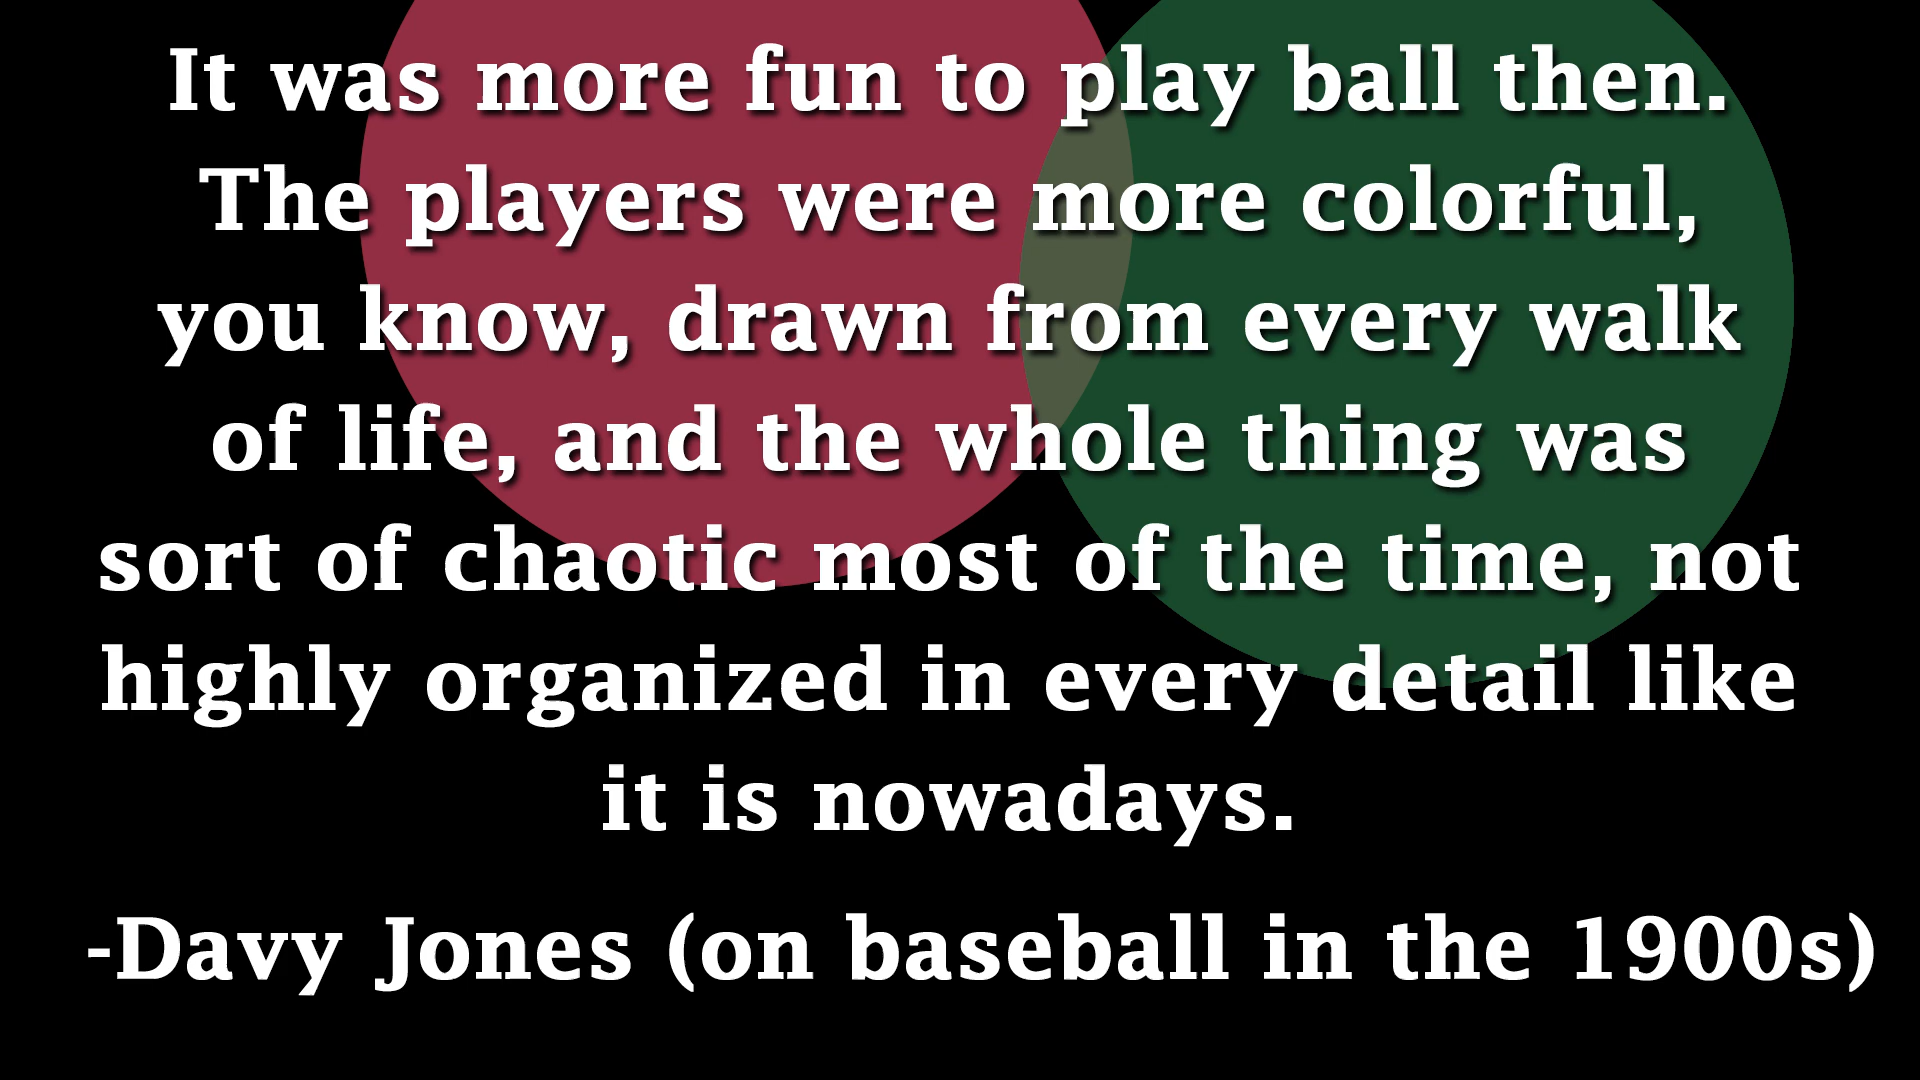 It was more fun to play ball then.
The players were more colorful,
you know, drawn from every walk
of life, and the whole thing was
sort of chaotic most of the time, not
highly organized in every detail like
it is nowadays.
-Davy Jones (on baseball in the 1900s)